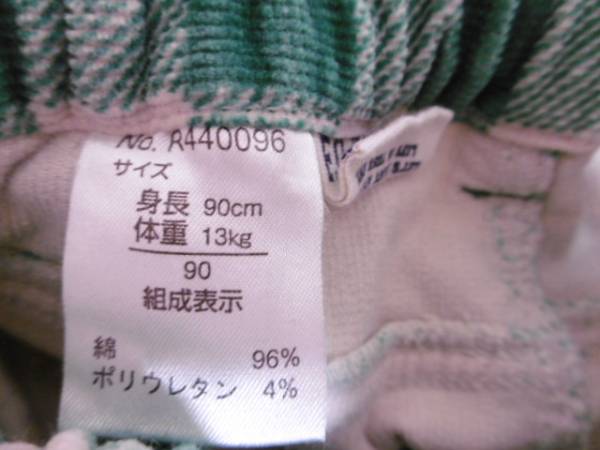 No. R440096
サイズ
身長 90cm
体重 13kg
90
組成表示
綿 96%
ポリウレタン 4%